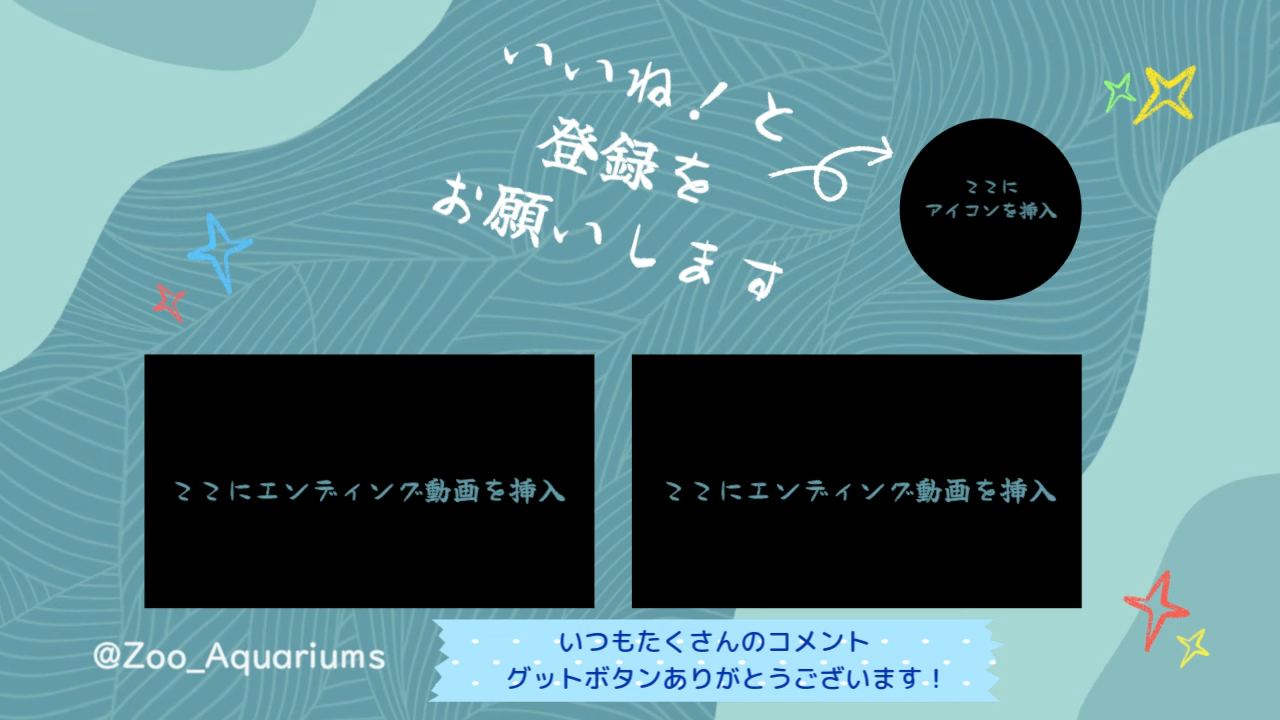 いいね！と
登録を
お願いします
ここに
アイコンを挿入
ここにエンディング動画を挿入
ここにエンディング動画を挿入
@Zoo_Aquariums
いつもたくさんのコメント
グットボタンありがとうございます！